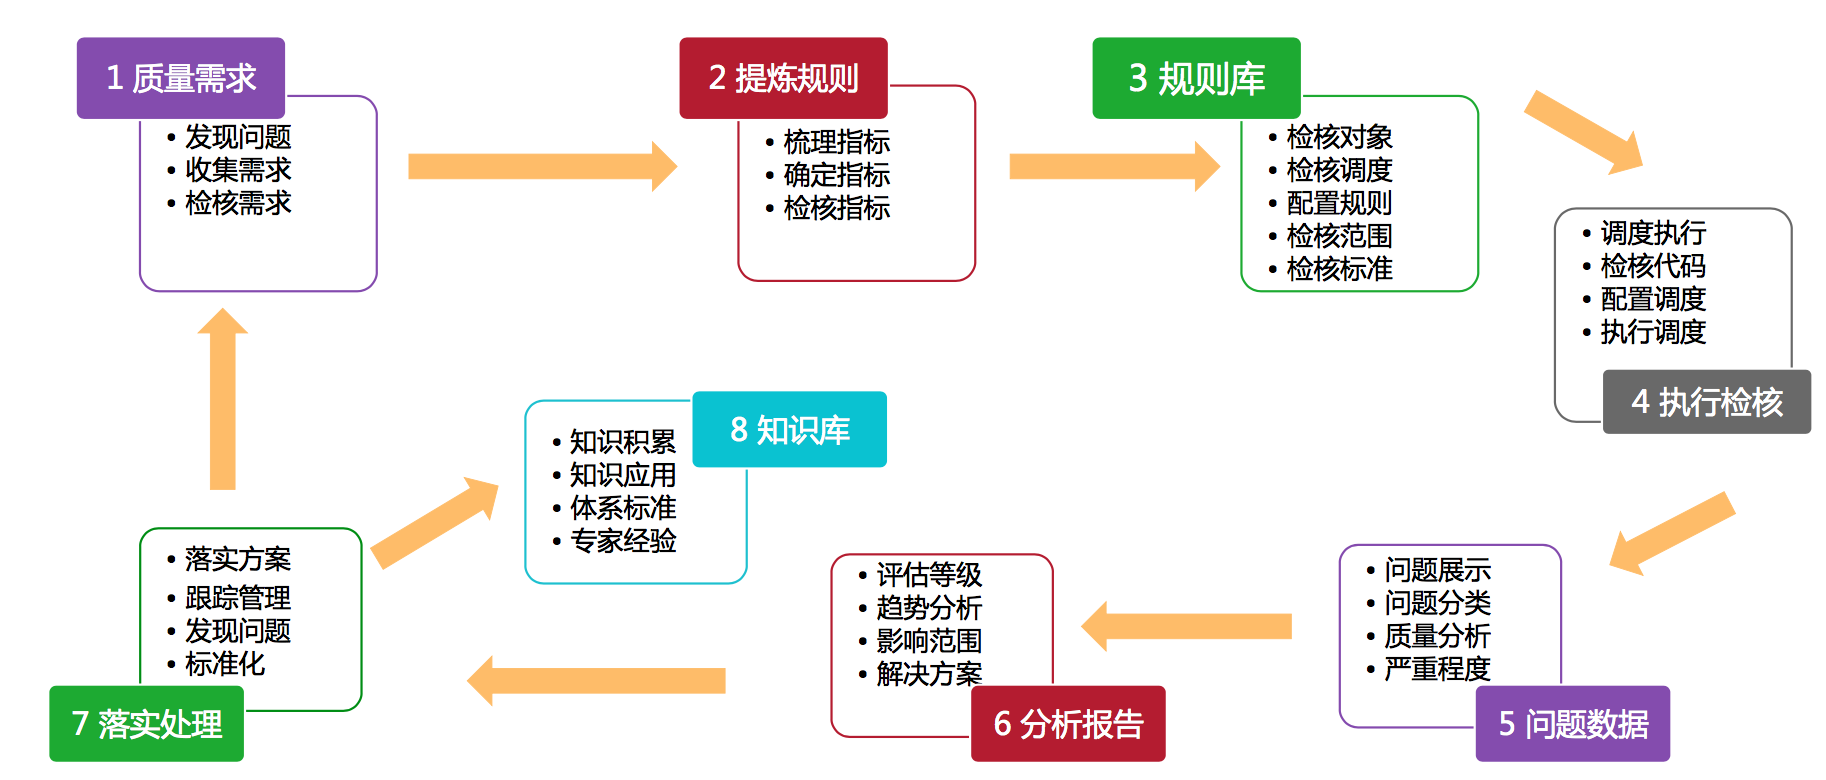 1 质量需求
• 发现问题
• 收集需求
• 检核需求
2 提炼规则
• 梳理指标
• 确定指标
• 检核指标
3 规则库
• 检核对象
• 检核调度
• 配置规则
• 检核范围
• 检核标准
• 调度执行
• 检核代码
• 配置调度
• 执行调度
4 执行检核
• 问题展示
• 问题分类
• 质量分析
• 严重程度
5 问题数据
• 评估等级
• 趋势分析
• 影响范围
• 解决方案
6 分析报告
• 落实方案
• 跟踪管理
• 发现问题
• 标准化
7 落实处理
8 知识库
• 知识积累
• 知识应用
• 体系标准
• 专家经验